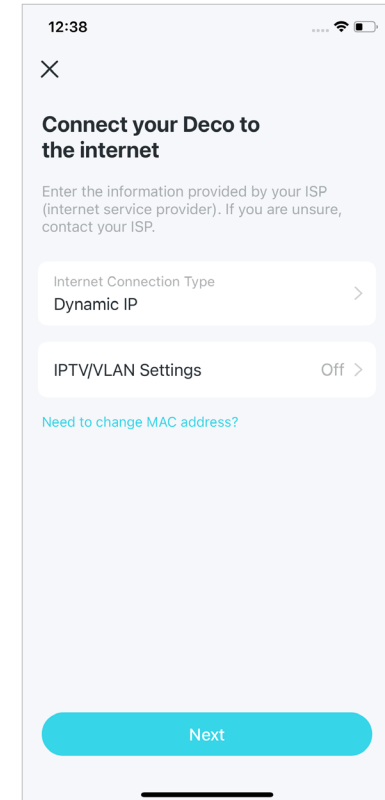 12:38
Connect your Deco to
the internet
Enter the information provided by your ISP
(internet service provider). If you are unsure,
contact your ISP.
Internet Connection Type
Dynamic IP
IPTV/VLAN Settings
Off
Need to change MAC address?
Next